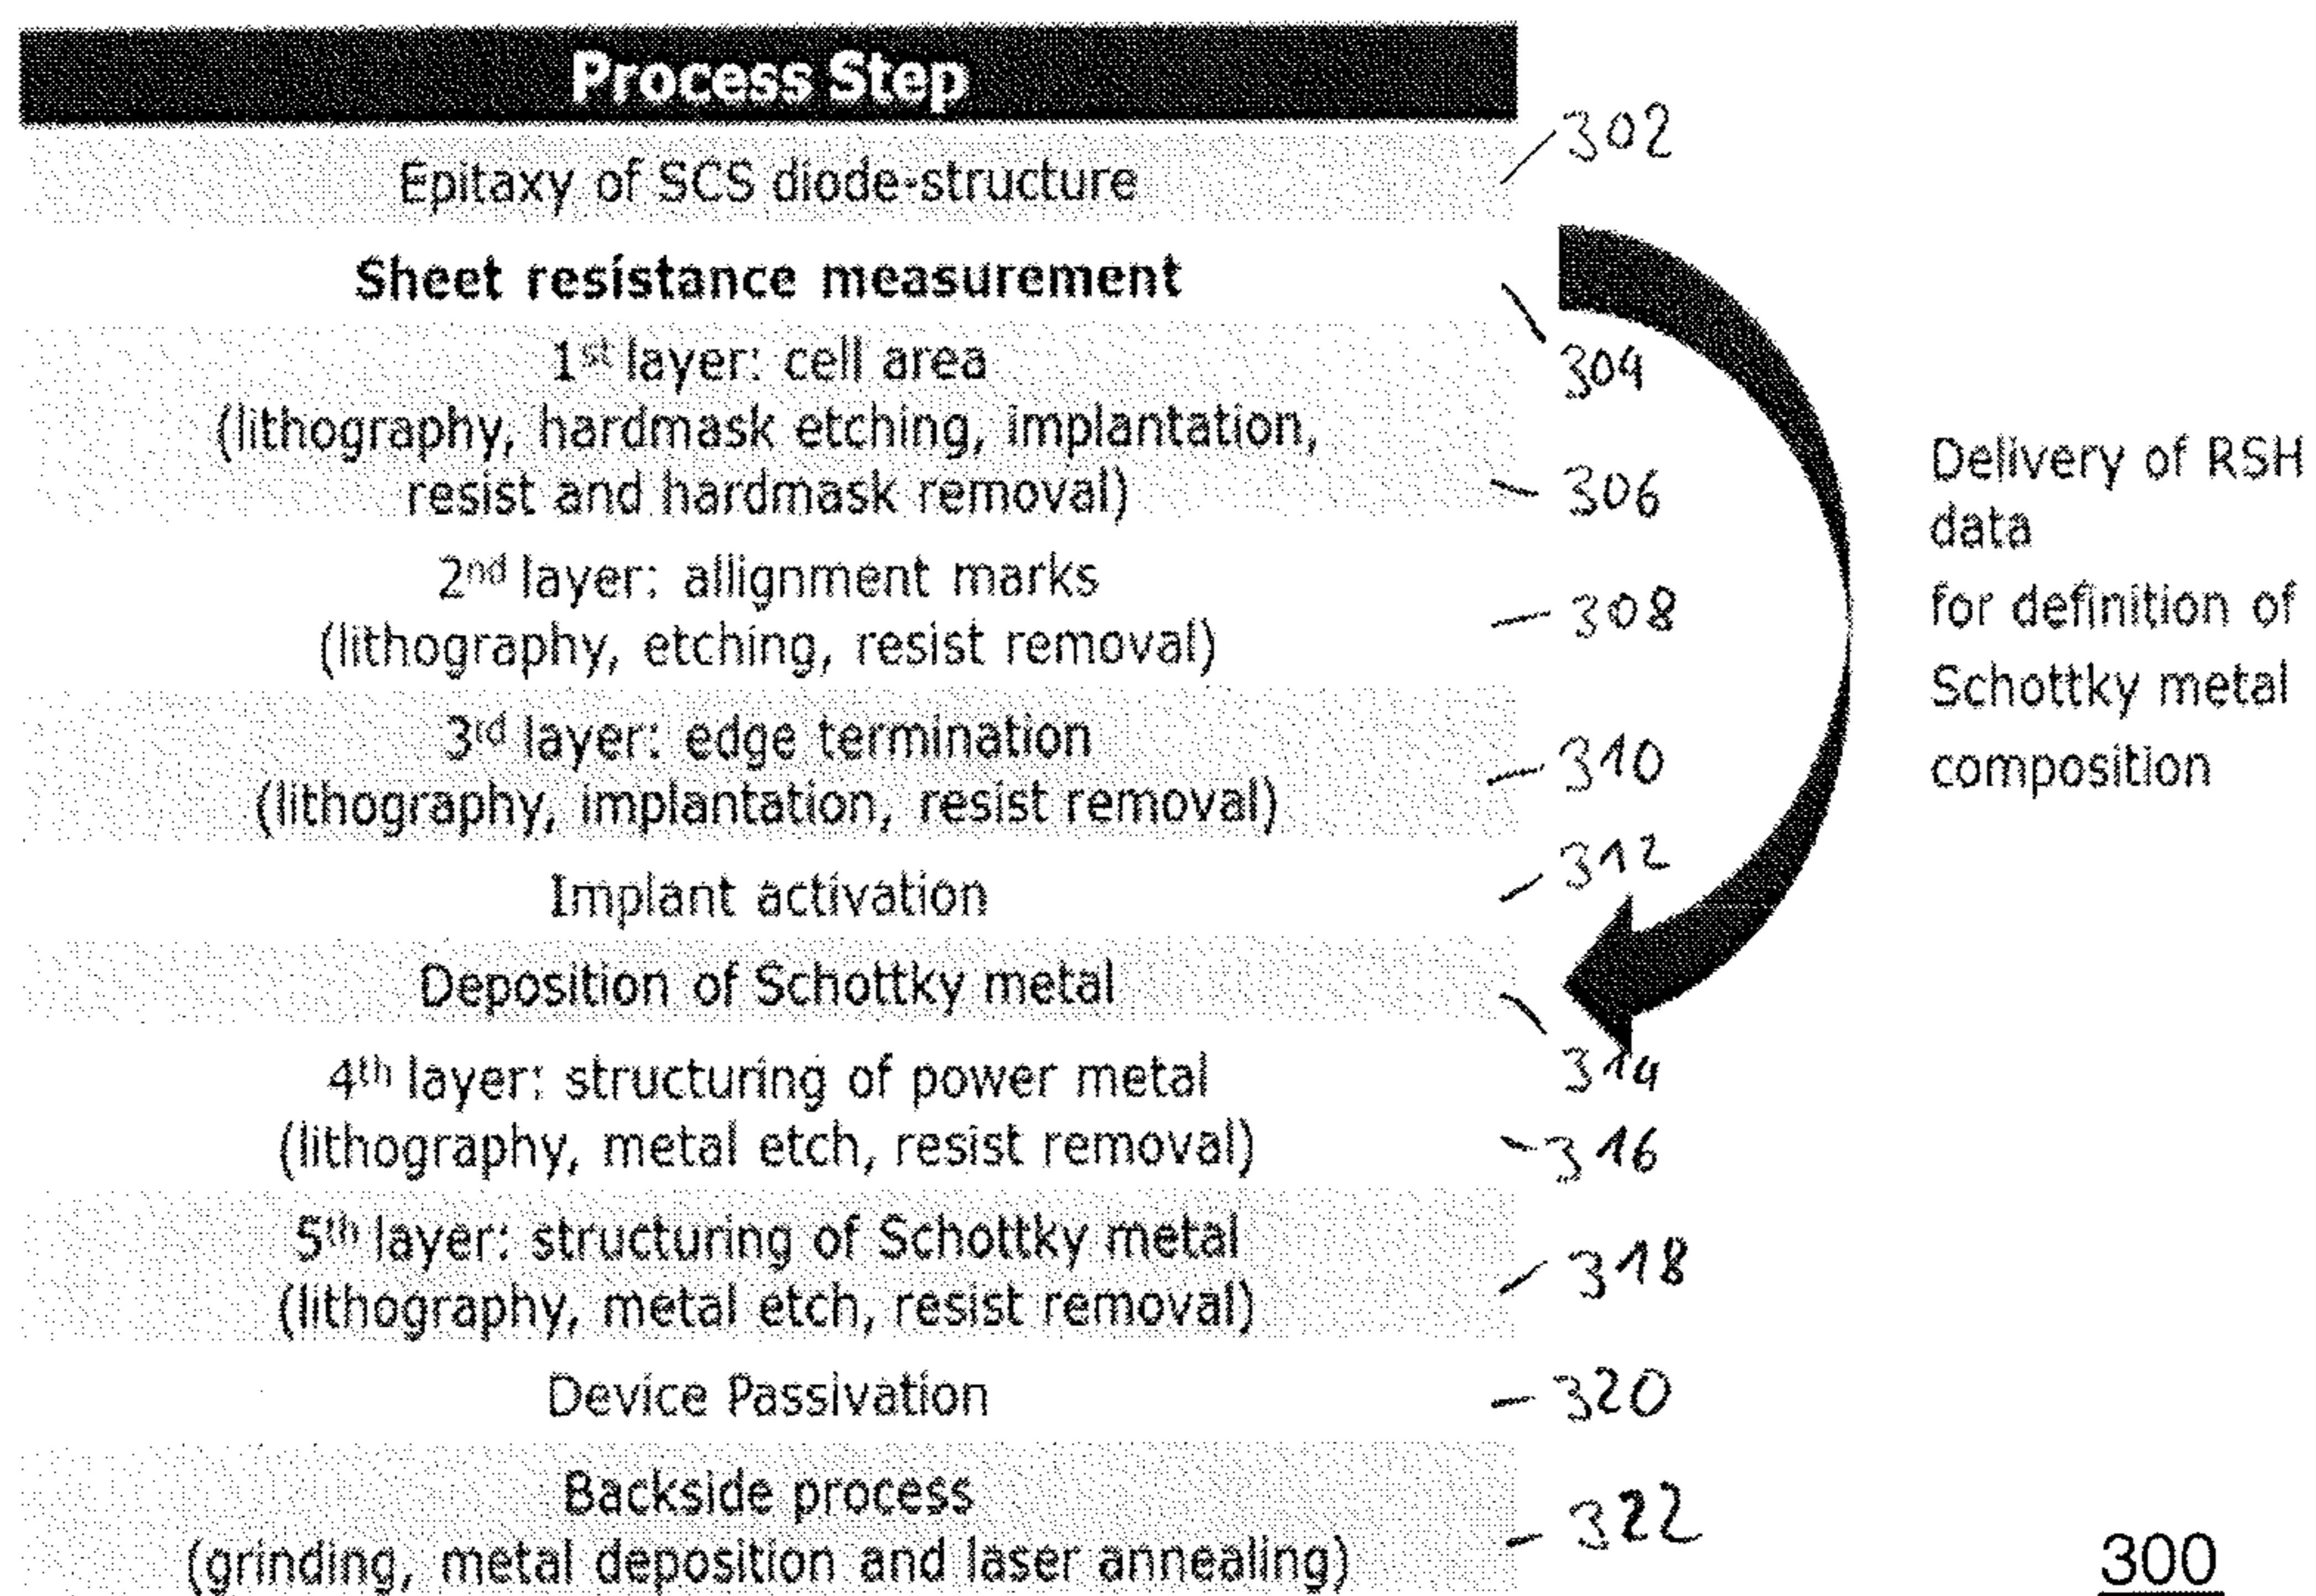 Process Step
Epitaxy of SCS diode-structure
302
Sheet resistance measurement
304
1st layer: cell area
(lithography, hardmask etching, implantation,
resist and hardmask removal)
306
2nd layer: allignment marks
(lithography, etching, resist removal)
308
3rd layer: edge termination
(lithography, implantation, resist removal)
310
Implant activation
312
Deposition of Schottky metal
314
4th layer: structuring of power metal
(lithography, metal etch, resist removal)
316
5th layer: structuring of Schottky metal
(lithography, metal etch, resist removal)
318
Device Passivation
320
Backside process
(grinding, metal deposition and laser annealing)
322
Delivery of RSH
data
for definition of
Schottky metal
composition
300